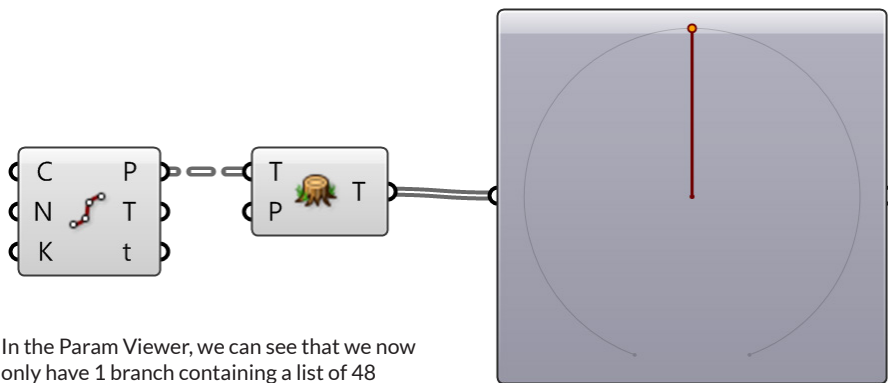 C P
N T
K t
T
P
T
In the Param Viewer, we can see that we now
only have 1 branch containing a list of 48